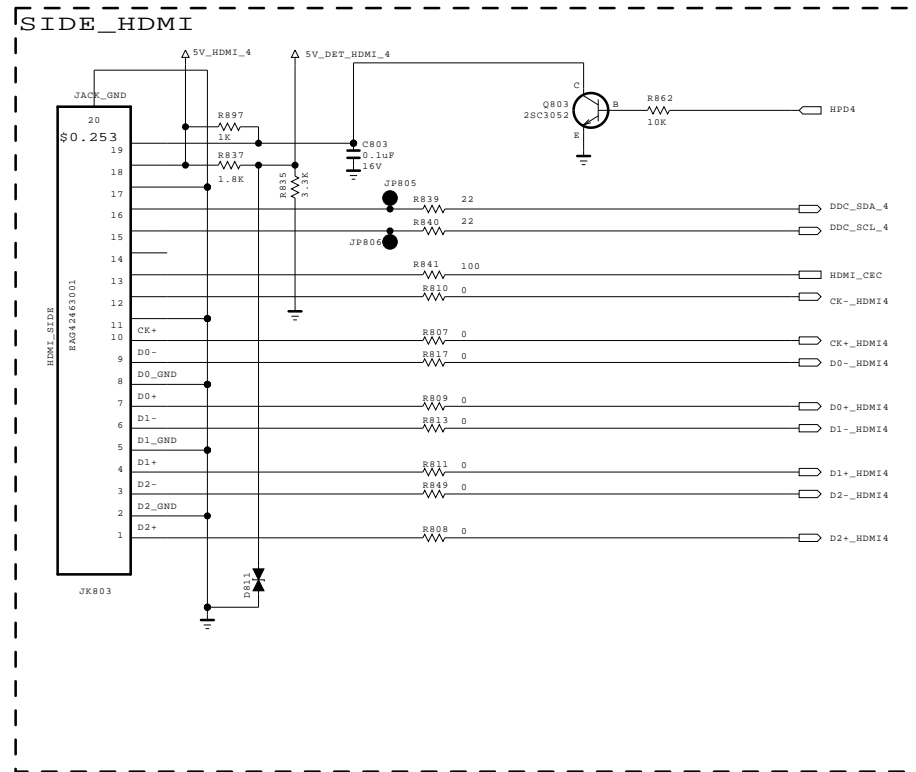 SIDE_HDMI
5V_HDMI_4
5V_DET_HDMI_4
JACK_GND
20
$0.253
R897
1K
C803
0.1uF
16V
Q803
2SC3052
C
B
E
R862
10K
HPD4
19
R837
1.8K
R835
3.3K
18
17
JP805
R839 22
DDC_SDA_4
16
R840 22
DDC_SCL_4
15
JP806
14
R841 100
HDMI_CEC
13
R810 0
CK-_HDMI4
12
HDMI_SIDE
EAG42463001
11
CK+
10
R807 0
CK+_HDMI4
D0-
9
R817 0
D0-_HDMI4
D0_GND
8
D0+
7
R809 0
D0+_HDMI4
D1-
6
R813 0
D1-_HDMI4
D1_GND
5
D1+
4
R811 0
D1+_HDMI4
D2-
3
R849 0
D2-_HDMI4
D2_GND
2
D2+
1
R808 0
D2+_HDMI4
D811
JK803